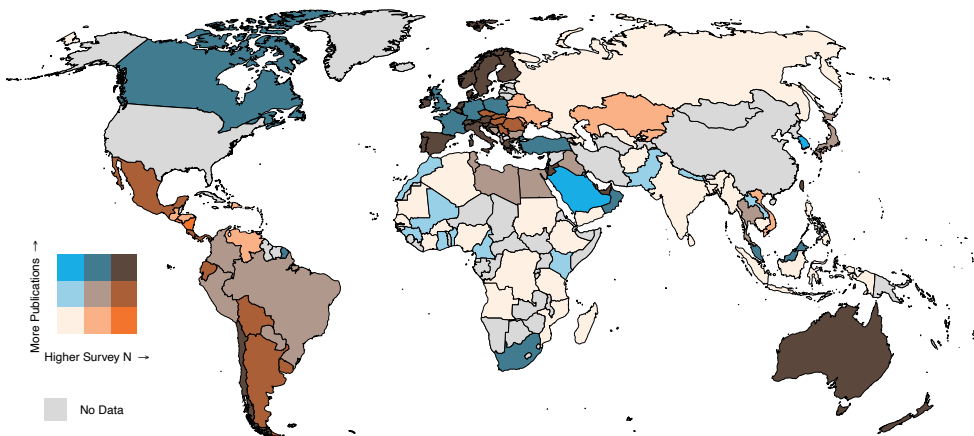 More Publications →
Higher Survey N →
No Data